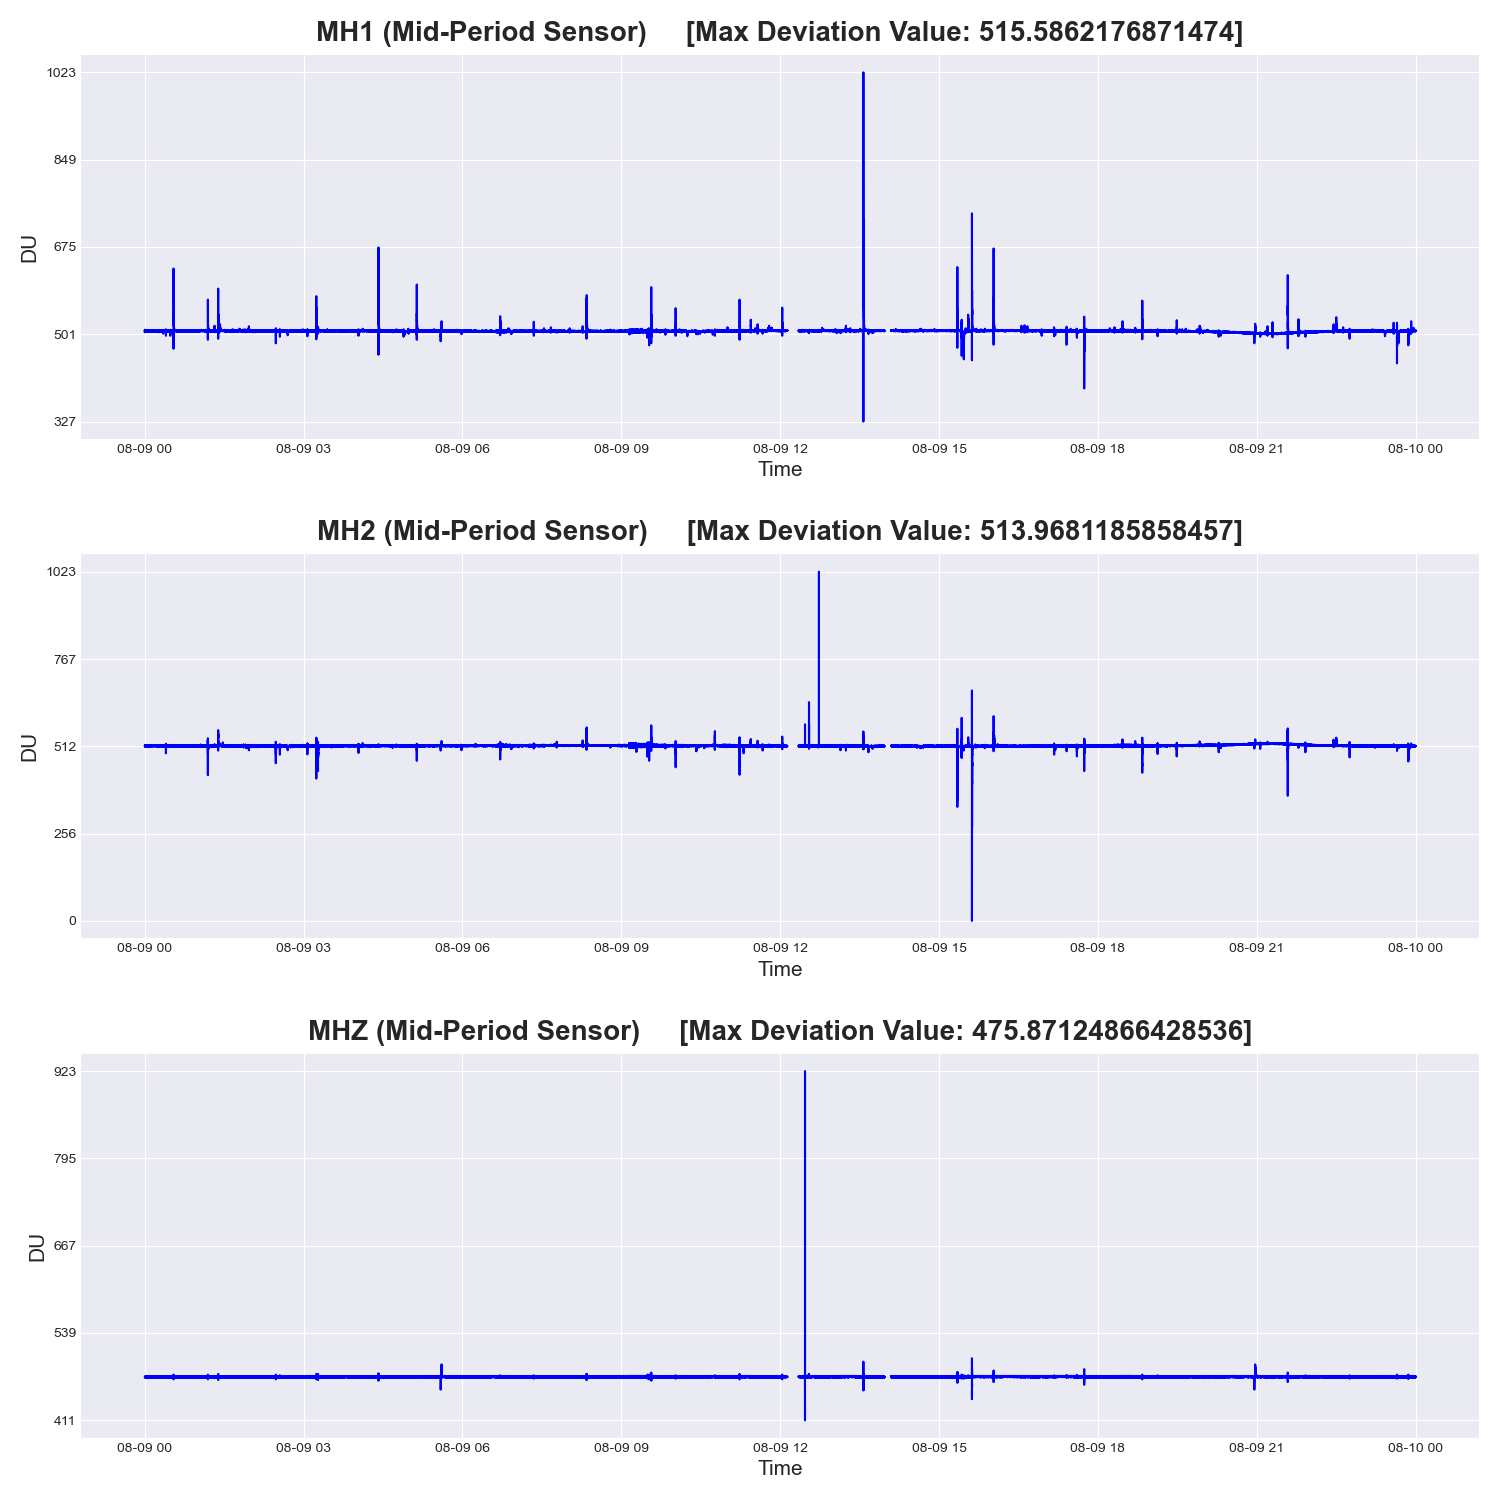 MH1 (Mid-Period Sensor) [Max Deviation Value: 515.5862176871474]
DU
1023
849
675
501
327
08-09 00 08-09 03 08-09 06 08-09 09 08-09 12 08-09 15 08-09 18 08-09 21 08-10 00
Time
MH2 (Mid-Period Sensor) [Max Deviation Value: 513.9681185858457]
DU
1023
767
512
256
0
08-09 00 08-09 03 08-09 06 08-09 09 08-09 12 08-09 15 08-09 18 08-09 21 08-10 00
Time
MHZ (Mid-Period Sensor) [Max Deviation Value: 475.87124866428536]
DU
923
795
667
539
411
08-09 00 08-09 03 08-09 06 08-09 09 08-09 12 08-09 15 08-09 18 08-09 21 08-10 00
Time